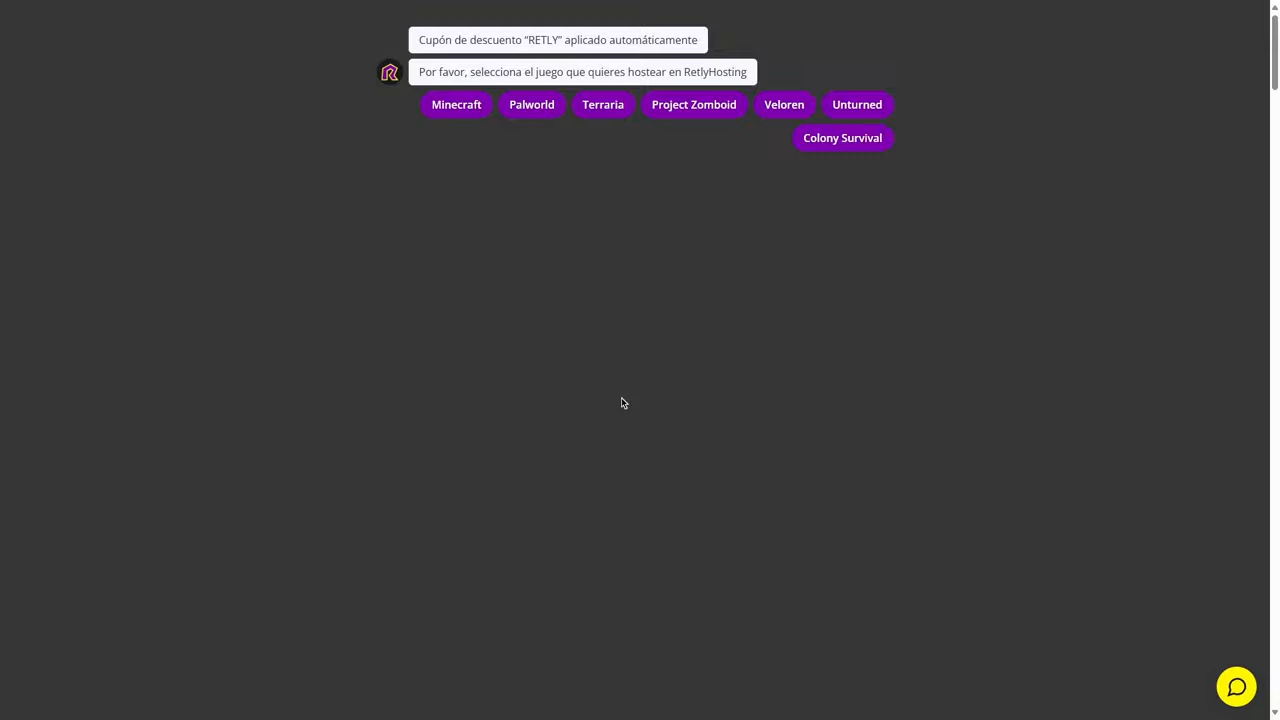 Cupón de descuento “RETLY” aplicado automáticamente
Por favor, selecciona el juego que quieres hostear en RetlyHosting
Minecraft Palworld Terraria Project Zomboid Veloren Unturned
Colony Survival